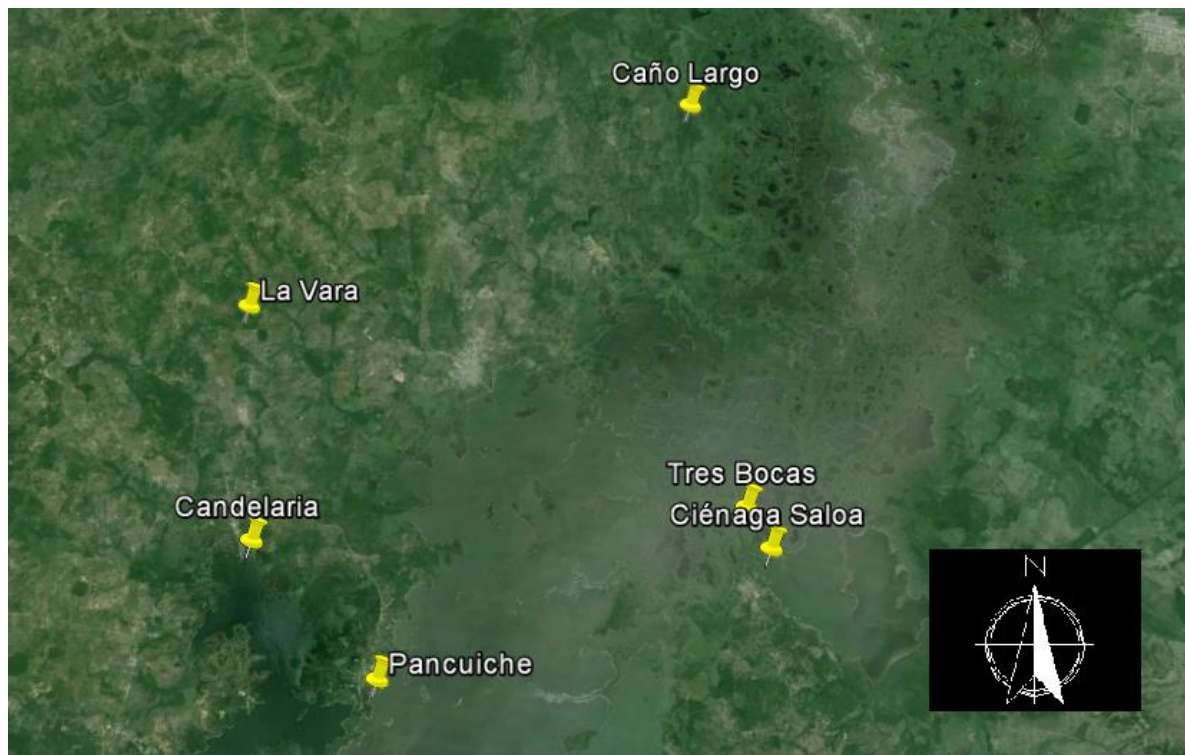 Caño Largo
La Vara
Tres Bocas
Candelaria
Ciénaga Saloa
Pancuiche
N